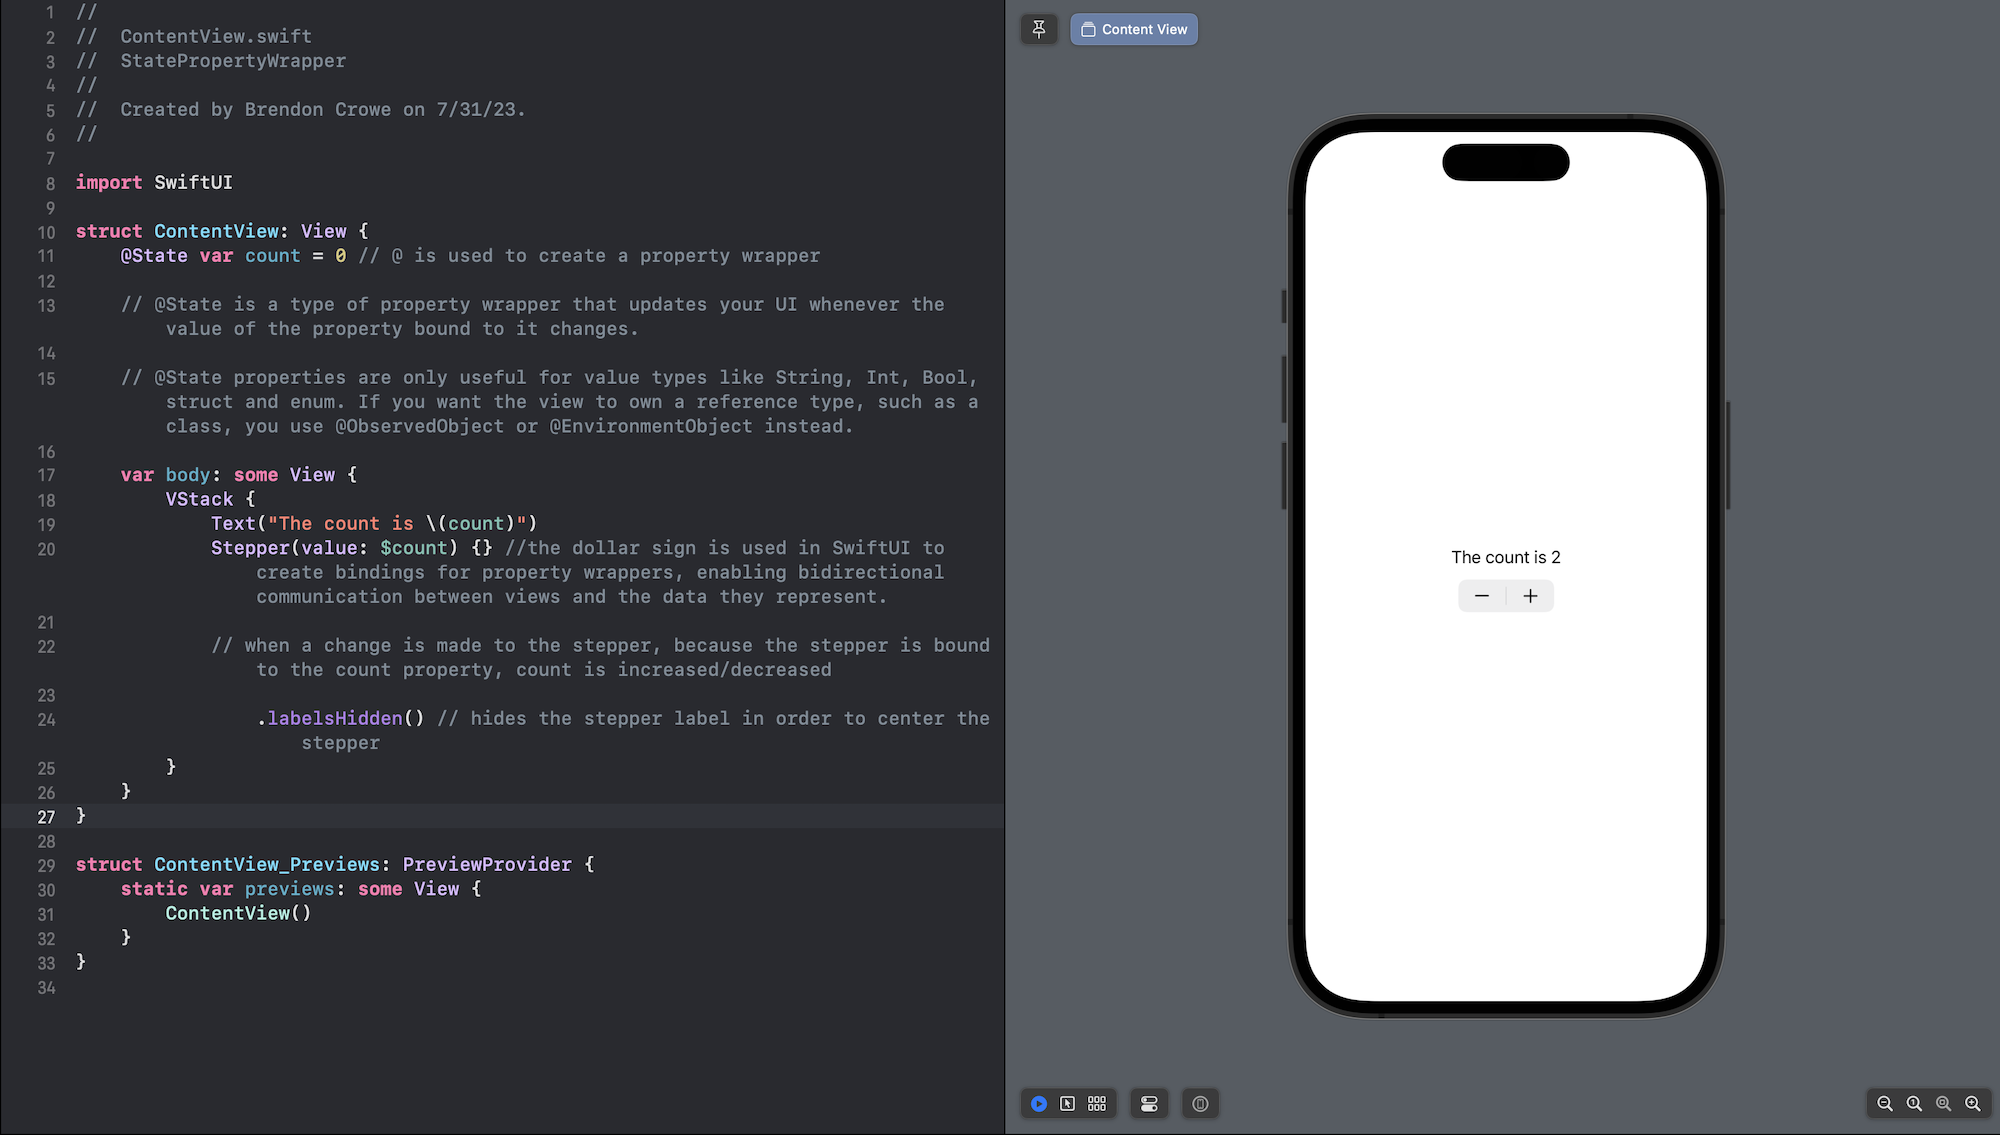 1 //
2 //  ContentView.swift
3 //  StatePropertyWrapper
4 //
5 //  Created by Brendon Crowe on 7/31/23.
6 //
7
8 import SwiftUI
9
10 struct ContentView: View {
11     @State var count = 0 // @ is used to create a property wrapper
12
13     // @State is a type of property wrapper that updates your UI whenever the
        value of the property bound to it changes.
14
15     // @State properties are only useful for value types like String, Int, Bool,
        struct and enum. If you want the view to own a reference type, such as a
        class, you use @ObservedObject or @EnvironmentObject instead.
16
17     var body: some View {
18         VStack {
19             Text("The count is \(count)")
20             Stepper(value: $count) {} //the dollar sign is used in SwiftUI to
                create bindings for property wrappers, enabling bidirectional
                communication between views and the data they represent.
21
22             // when a change is made to the stepper, because the stepper is bound
                to the count property, count is increased/decreased
23
24                 .labelsHidden() // hides the stepper label in order to center the
                    stepper
25         }
26     }
27 }
28
29 struct ContentView_Previews: PreviewProvider {
30     static var previews: some View {
31         ContentView()
32     }
33 }
34
Content View
The count is 2
− +